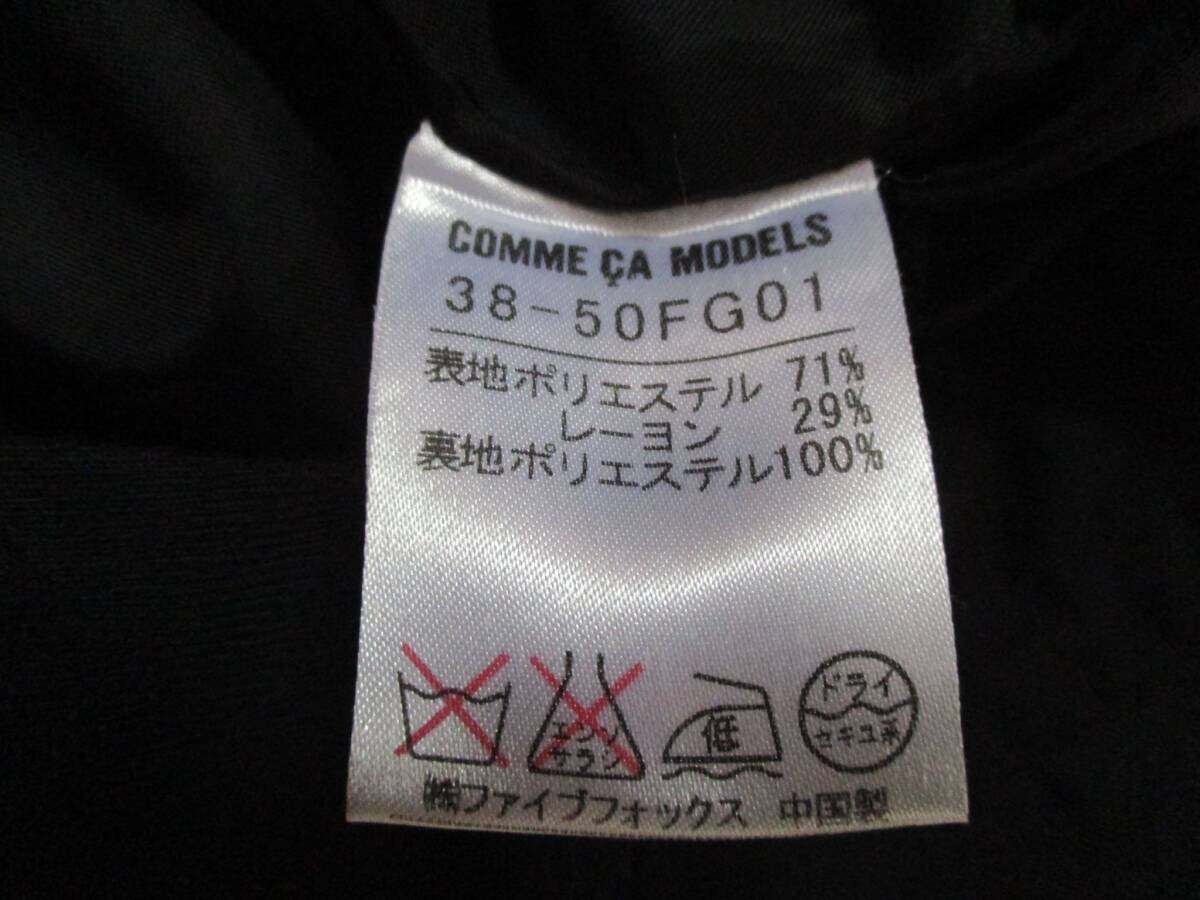 COMME ÇA MODELS
38-50FG01
表地ポリエステル 71%
レーヨン 29%
裏地ポリエステル100%
エンソ
サラシ
低
ドライ
セキユ系
㈱ファイブフォックス 中国製